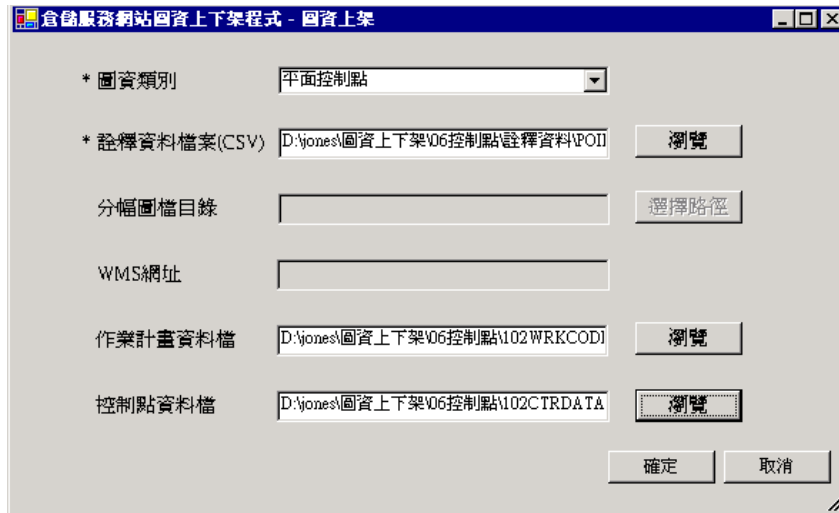 倉儲服務網站圖資上下架程式 - 圖資上架
* 圖資類別 平面控制點
* 詮釋資料檔案(CSV) D:\jones\圖資上下架\06控制點\詮釋資料\POII 瀏覽
分幅圖檔目錄 選擇路徑
WMS網址
作業計畫資料檔 D:\jones\圖資上下架\06控制點\102WRKCODI 瀏覽
控制點資料檔 D:\jones\圖資上下架\06控制點\102CTRDATA 瀏覽
確定 取消